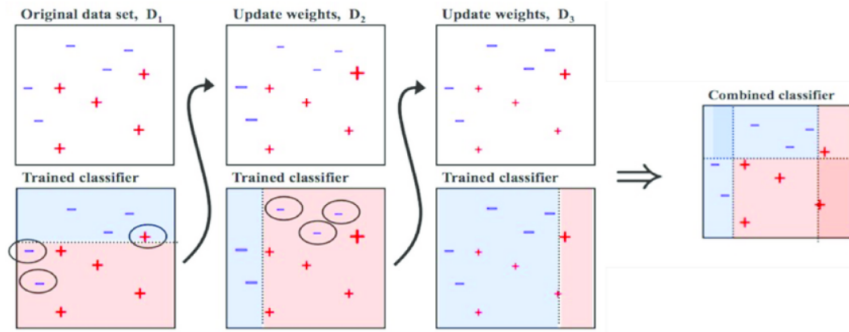 Original data set, D₁
Update weights, D₂
Update weights, D₃
Combined classifier
Trained classifier
Trained classifier
Trained classifier